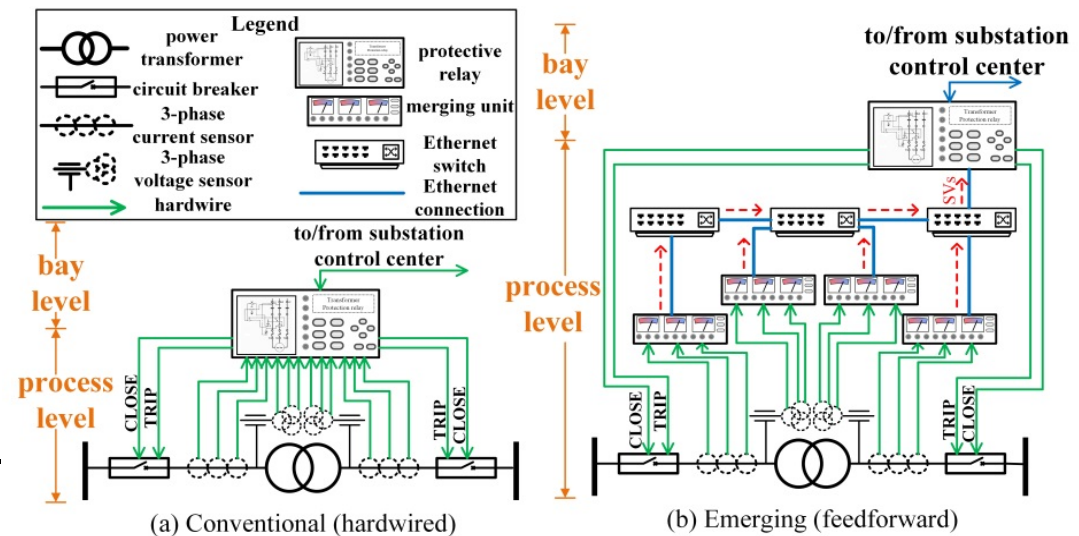 Legend
power
transformer
circuit breaker
3-phase
current sensor
3-phase
voltage sensor
hardwire
Transformer
Protection relay
protective
relay
merging unit
Ethernet
switch
Ethernet
connection
bay
level
process
level
to/from substation
control center
Transformer
Protection relay
CLOSE
TRIP
TRIP
CLOSE
(a) Conventional (hardwired)
bay
level
process
level
to/from substation
control center
Transformer
Protection relay
SVs
CLOSE
TRIP
TRIP
CLOSE
(b) Emerging (feedforward)